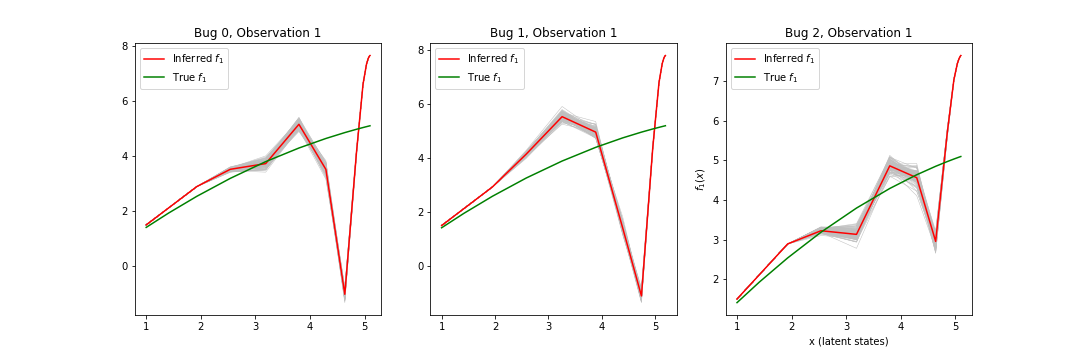 Bug 0, Observation 1
Inferred f₁
True f₁
8
6
4
2
0
1
2
3
4
5
Bug 1, Observation 1
Inferred f₁
True f₁
8
6
4
2
0
1
2
3
4
5
Bug 2, Observation 1
Inferred f₁
True f₁
f₁(x)
7
6
5
4
3
2
1
2
3
4
5
x (latent states)